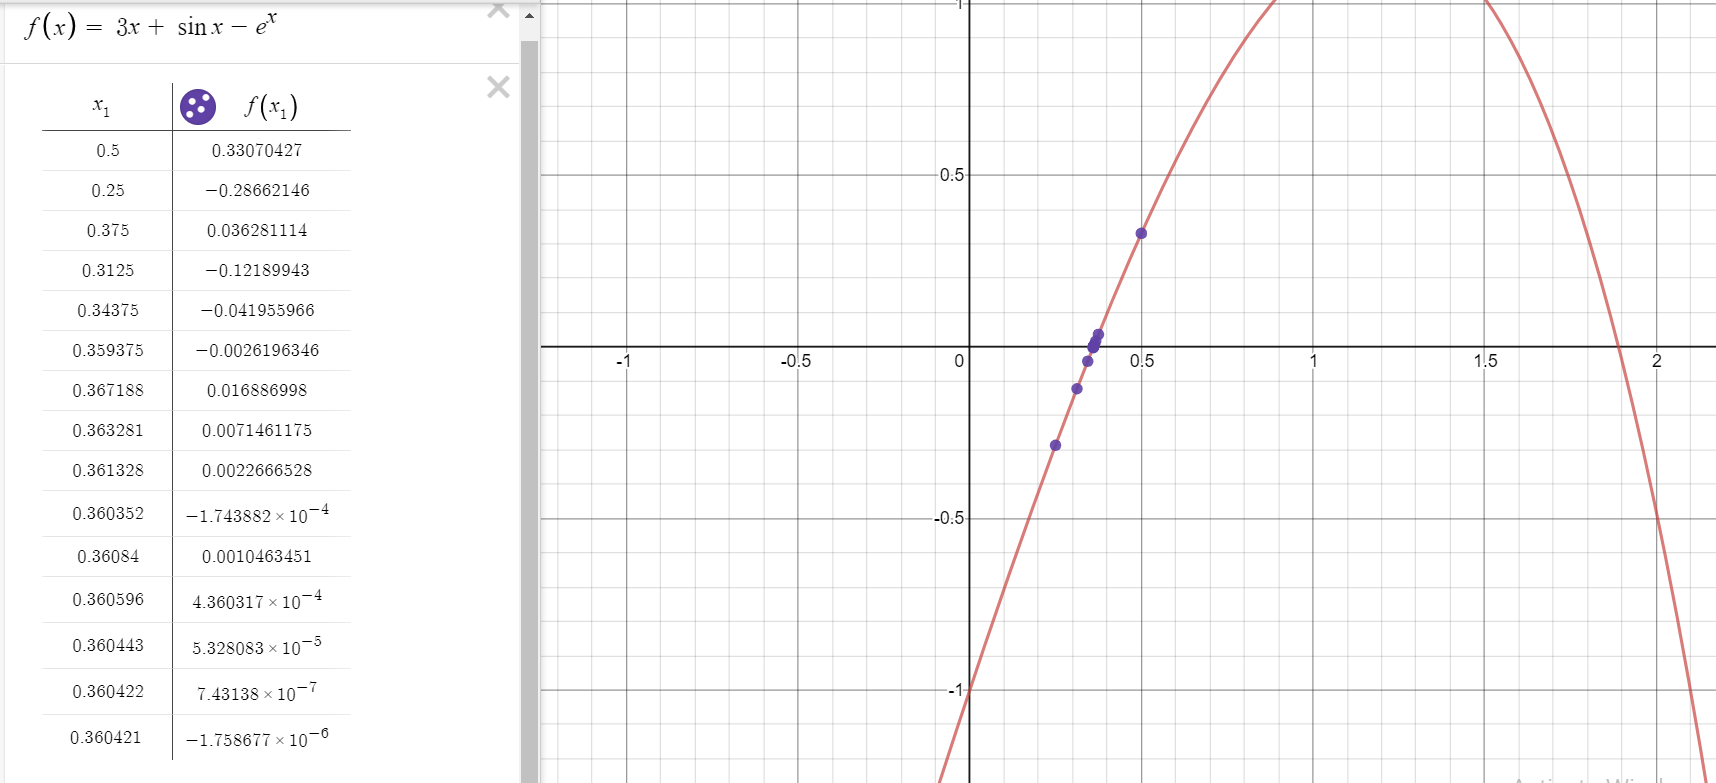 f(x) = 3x + sin x − eˣ
x₁ f(x₁)
0.5 0.33070427
0.25 −0.28662146
0.375 0.036281114
0.3125 −0.12189943
0.34375 −0.041955966
0.359375 −0.0026196346
0.367188 0.016886998
0.363281 0.0071461175
0.361328 0.0022666528
0.360352 −1.743882 × 10⁻⁴
0.36084 0.0010463451
0.360596 4.360317 × 10⁻⁴
0.360443 5.328083 × 10⁻⁵
0.360422 7.43138 × 10⁻⁷
0.360421 −1.758677 × 10⁻⁶
1
0.5
-1 -0.5 0 0.5 1 1.5 2
-0.5
-1